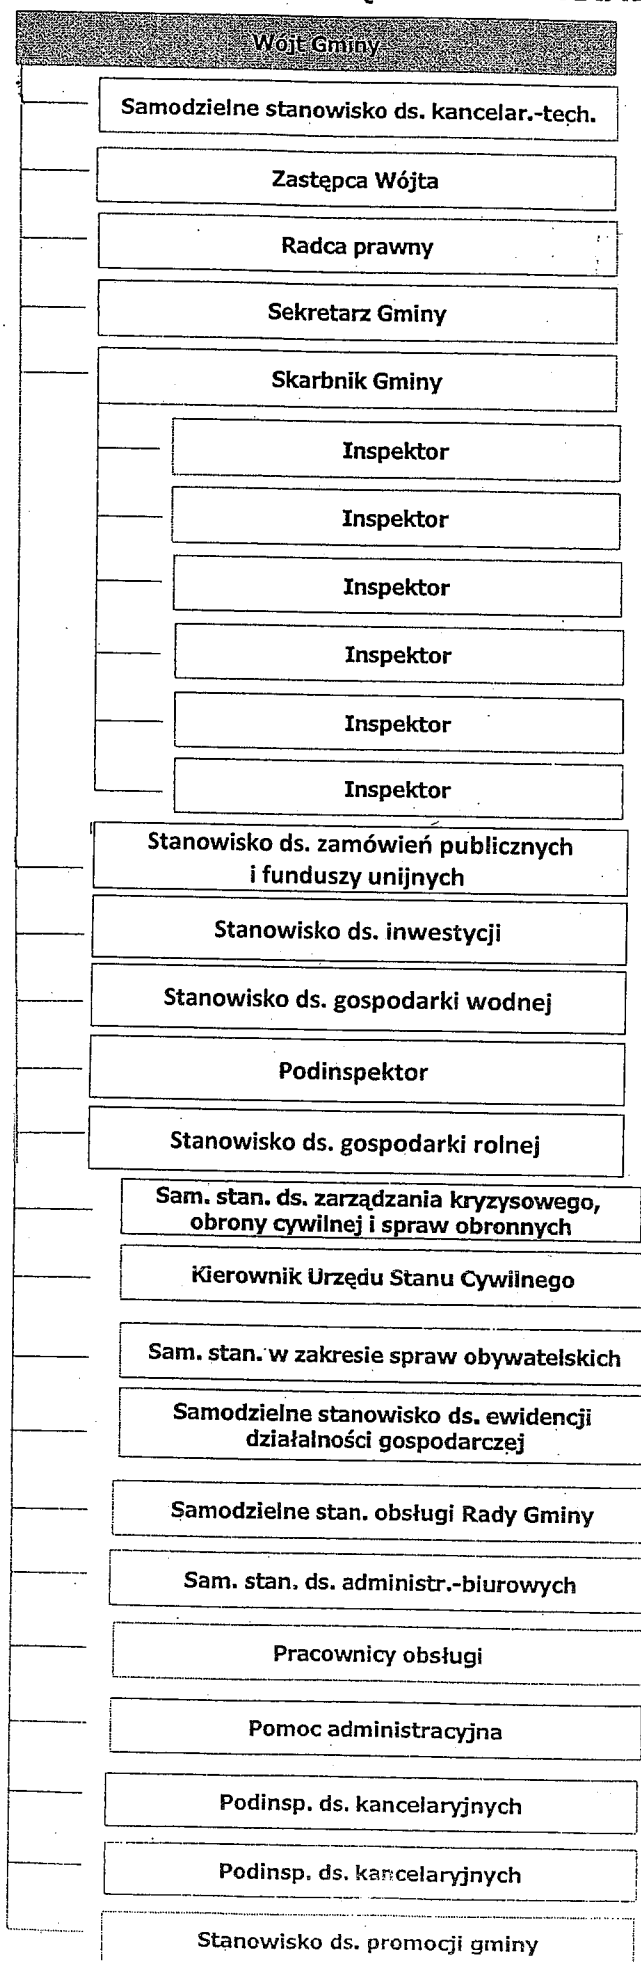 Wójt Gminy
Samodzielne stanowisko ds. kancelar.-tech.
Zastępca Wójta
Radca prawny
Sekretarz Gminy
Skarbnik Gminy
Inspektor
Inspektor
Inspektor
Inspektor
Inspektor
Inspektor
Stanowisko ds. zamówień publicznych
i funduszy unijnych
Stanowisko ds. inwestycji
Stanowisko ds. gospodarki wodnej
Podinspektor
Stanowisko ds. gospodarki rolnej
Sam. stan. ds. zarządzania kryzysowego,
obrony cywilnej i spraw obronnych
Kierownik Urzędu Stanu Cywilnego
Sam. stan. w zakresie spraw obywatelskich
Samodzielne stanowisko ds. ewidencji
działalności gospodarczej
Samodzielne stan. obsługi Rady Gminy
Sam. stan. ds. administr.-biurowych
Pracownicy obsługi
Pomoc administracyjna
Podinsp. ds. kancelaryjnych
Podinsp. ds. kancelaryjnych
Stanowisko ds. promocji gminy